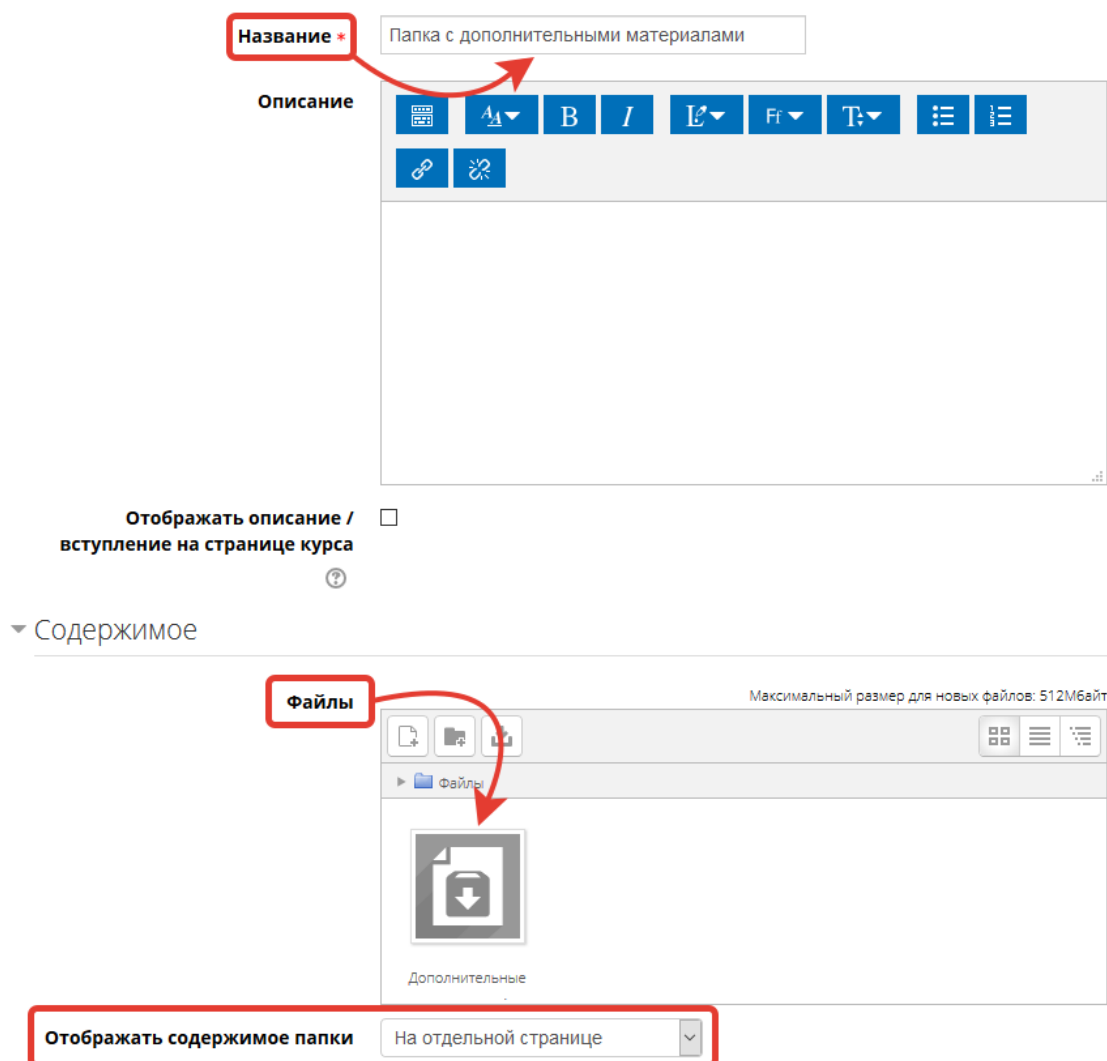 Название *
Папка с дополнительными материалами
Описание
Отображать описание /
вступление на странице курса
Содержимое
Файлы
Максимальный размер для новых файлов: 512Мбайт
Файлы
Дополнительные
Отображать содержимое папки
На отдельной странице